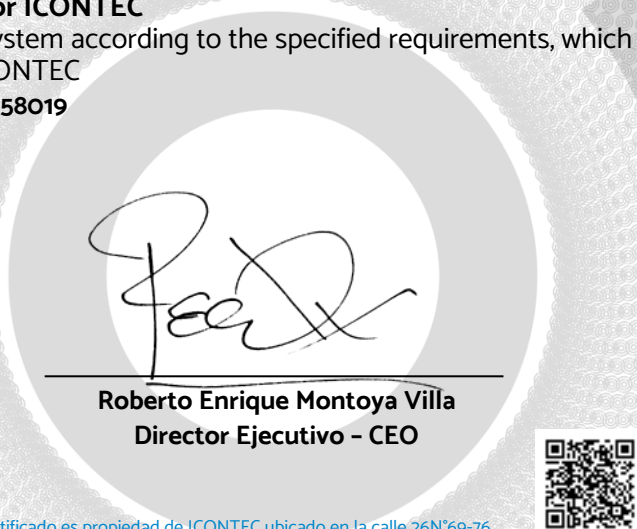 or ICONTEC
ystem according to the specified requirements, which
ONTEC
58019
Roberto Enrique Montoya Villa
Director Ejecutivo – CEO
tificado es propiedad de ICONTEC ubicado en la calle 26N°69-76